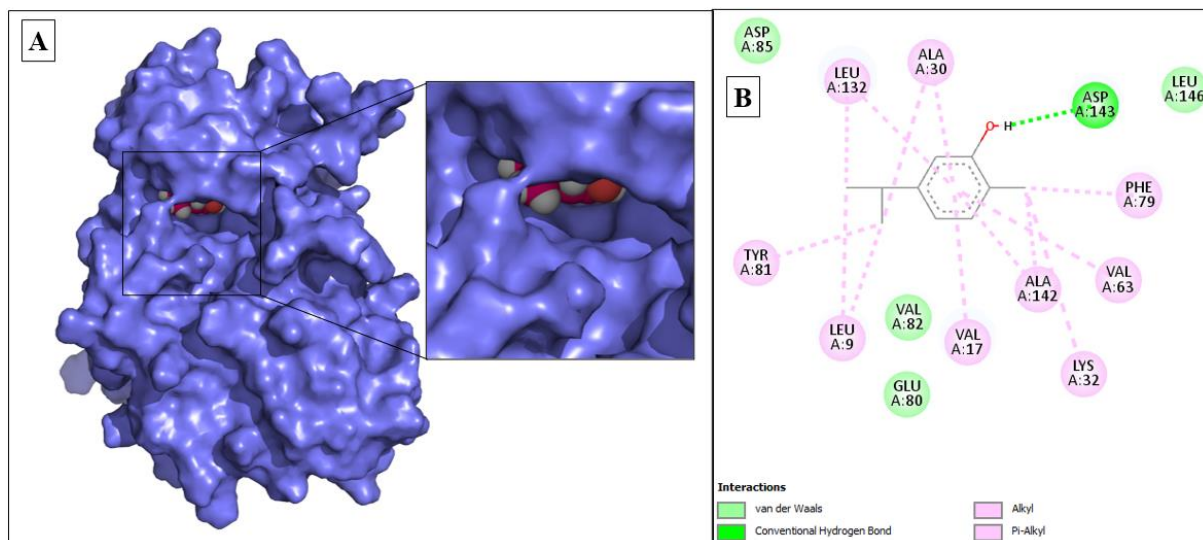 A
B
ASP
A:85
LEU
A:132
ALA
A:30
ASP
A:143
LEU
A:146
O
H
PHE
A:79
TYR
A:81
VAL
A:63
ALA
A:142
VAL
A:82
LEU
A:9
VAL
A:17
LYS
A:32
GLU
A:80
Interactions
van der Waals
Conventional Hydrogen Bond
Alkyl
Pi-Alkyl